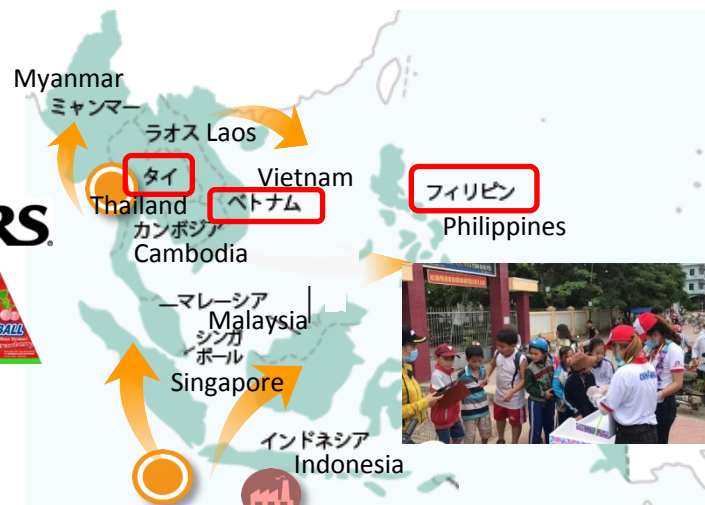 Myanmar
ミャンマー
ラオス Laos
タイ
Vietnam
Thailand
ベトナム
フィリピン
Philippines
カンボジア
Cambodia
RS
マレーシア
Malaysia
BALL
シンガ
ポール
Singapore
インドネシア
Indonesia